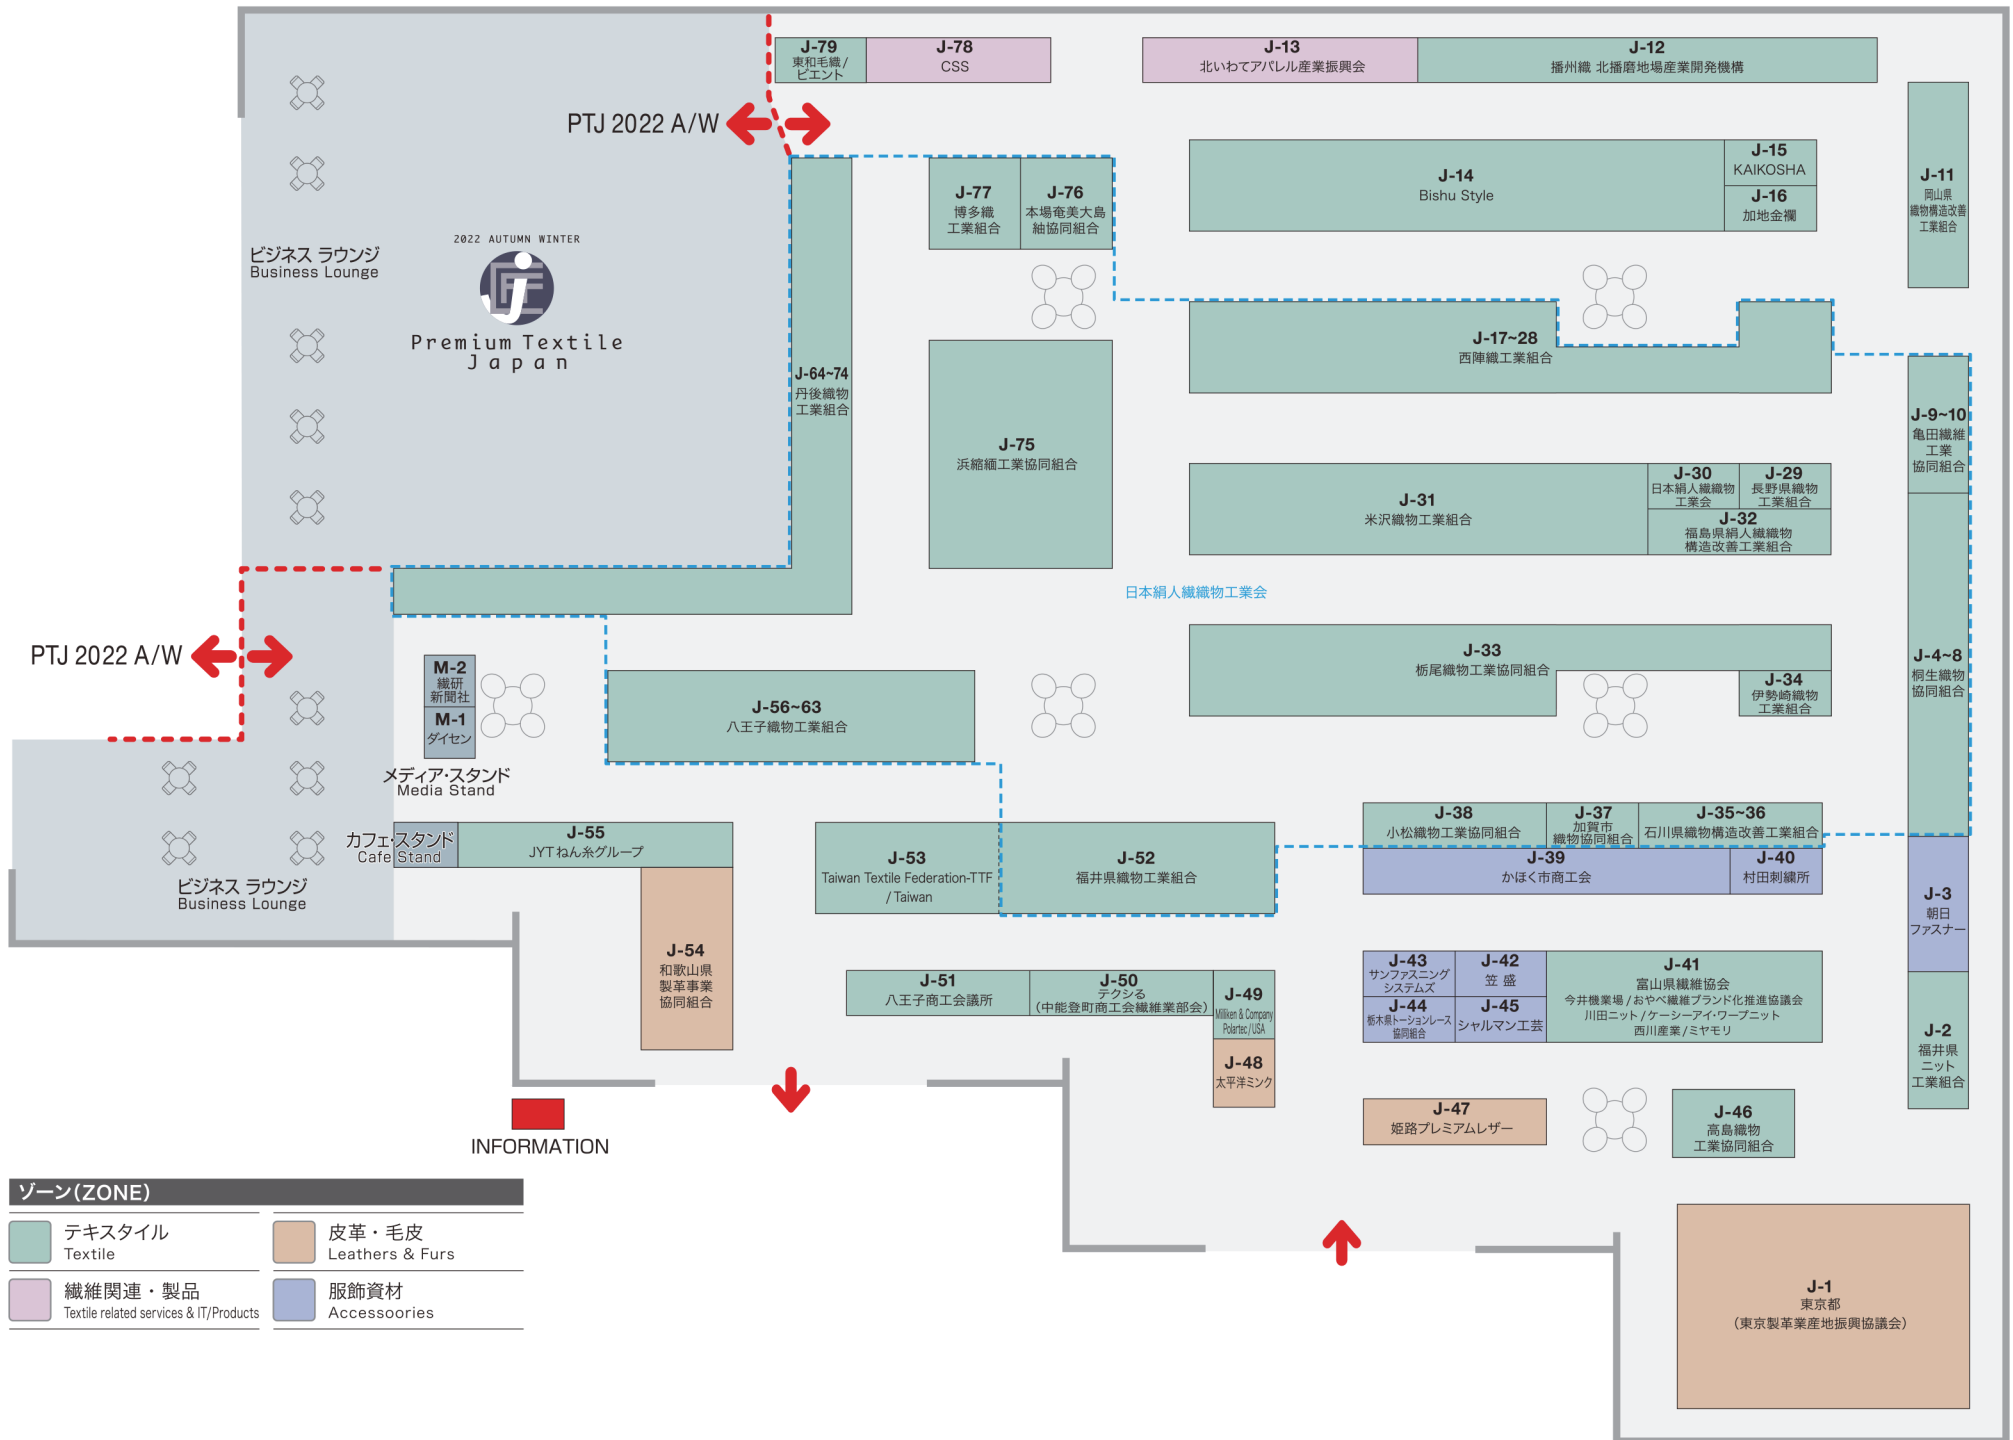 J-79
東和毛織/
ビエント
J-78
CSS
J-13
北いわてアパレル産業振興会
J-12
播州織 北播磨地場産業開発機構
PTJ 2022 A/W
J-77
博多織
工業組合
J-76
本場奄美大島
紬協同組合
J-14
Bishu Style
J-15
KAIKOSHA
J-16
加地金襴
J-11
岡山県
織物構造改善
工業組合
ビジネス ラウンジ
Business Lounge
2022 AUTUMN WINTER
Premium Textile
Japan
J-64~74
丹後織物
工業組合
J-75
浜縮緬工業協同組合
J-17~28
西陣織工業組合
J-9~10
亀田繊維
工業
協同組合
J-31
米沢織物工業組合
J-30
日本絹人繊織物
工業会
J-29
長野県織物
工業組合
J-32
福島県絹人繊織物
構造改善工業組合
日本絹人繊織物工業会
PTJ 2022 A/W
M-2
繊研
新聞社
M-1
ダイセン
メディア・スタンド
Media Stand
J-56~63
八王子織物工業組合
J-33
栃尾織物工業協同組合
J-34
伊勢崎織物
工業組合
J-4~8
桐生織物
協同組合
カフェ・スタンド
Cafe Stand
J-55
JYTねん糸グループ
J-53
Taiwan Textile Federation-TTF
/Taiwan
J-52
福井県織物工業組合
J-38
小松織物工業協同組合
J-37
加賀市
織物協同組合
J-35~36
石川県織物構造改善工業組合
J-39
かほく市商工会
J-40
村田刺繍所
J-3
朝日
ファスナー
ビジネス ラウンジ
Business Lounge
J-54
和歌山県
製革事業
協同組合
J-51
八王子商工会議所
J-50
テクシる
(中能登町商工会繊維業部会)
J-49
Milliken & Company
Polartec/USA
J-48
太平洋ミンク
J-43
サンファスニング
システムズ
J-42
笠 盛
J-44
栃木県トーションレース
協同組合
J-45
シャルマン工芸
J-41
富山県繊維協会
今井機業場/おやべ繊維ブランド化推進協議会
川田ニット/ケーシーアイ・ワープニット
西川産業/ミヤモリ
J-2
福井県
ニット
工業組合
J-47
姫路プレミアムレザー
J-46
高島織物
工業協同組合
INFORMATION
J-1
東京都
(東京製革業産地振興協議会)
ゾーン(ZONE)
テキスタイル
Textile
皮革・毛皮
Leathers & Furs
繊維関連・製品
Textile related services & IT/Products
服飾資材
Accessoories